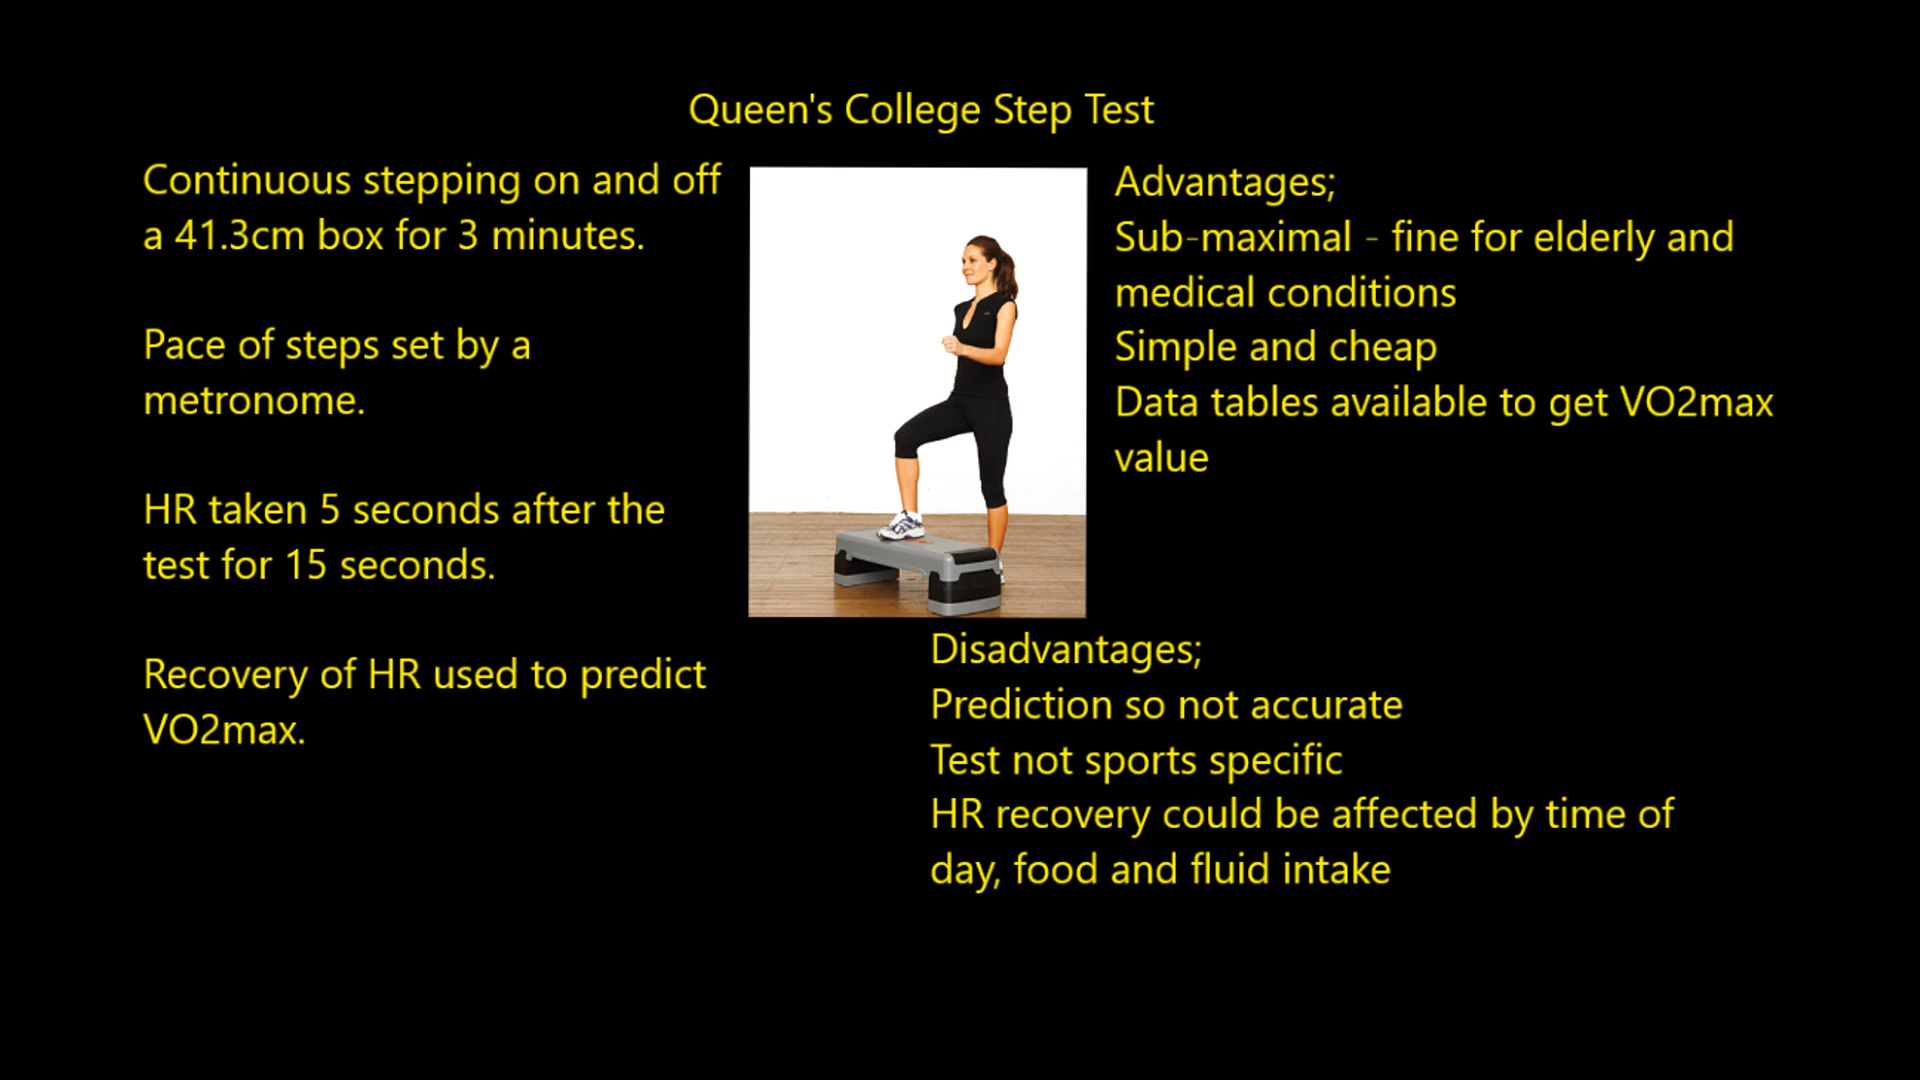 Queen's College Step Test
Continuous stepping on and off
a 41.3cm box for 3 minutes.
Pace of steps set by a
metronome.
HR taken 5 seconds after the
test for 15 seconds.
Recovery of HR used to predict
VO2max.
Advantages;
Sub-maximal - fine for elderly and
medical conditions
Simple and cheap
Data tables available to get VO2max
value
Disadvantages;
Prediction so not accurate
Test not sports specific
HR recovery could be affected by time of
day, food and fluid intake